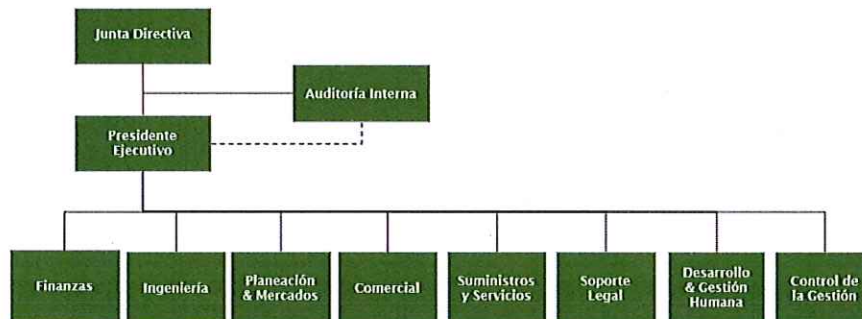 Junta Directiva
Auditoría Interna
Presidente
Ejecutivo
Finanzas
Ingeniería
Planeación
& Mercados
Comercial
Suministros
y Servicios
Soporte
Legal
Desarrollo
& Gestión
Humana
Control de
la Gestión